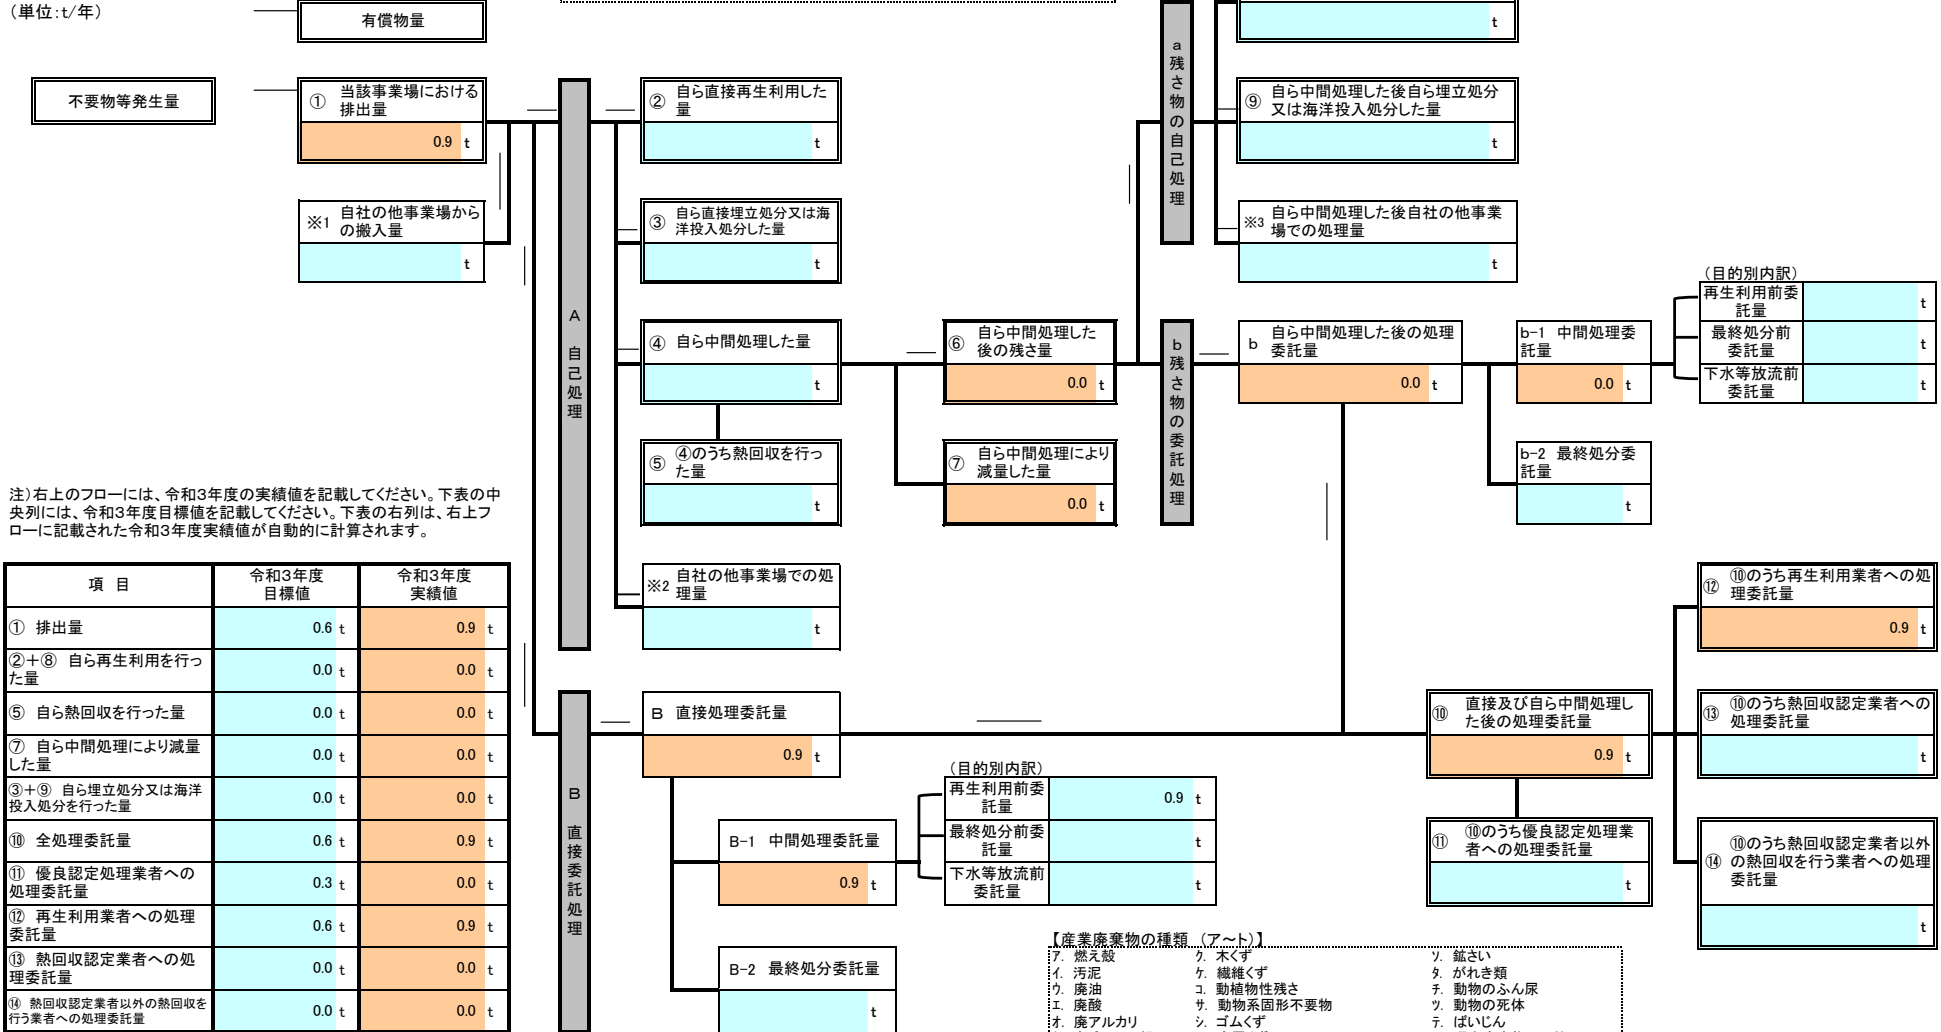 （単位：t/年）
有償物量
t
不要物等発生量
① 当該事業場における
排出量
0.9 t
② 自ら直接再生利用した
量
t
a 残さ物の自己処理
⑨ 自ら中間処理した後自ら埋立処分
又は海洋投入処分した量
t
※1 自社の他事業場から
の搬入量
t
③ 自ら直接埋立処分又は海
洋投入処分した量
t
※3 自ら中間処理した後自社の他事業
場での処理量
t
A 自己処理
④ 自ら中間処理した量
t
⑥ 自ら中間処理した
後の残さ量
0.0 t
b 残さ物の委託処理
b 自ら中間処理した後の処理
委託量
0.0 t
b-1 中間処理委
託量
0.0 t
（目的別内訳）
再生利用前委
託量
t
最終処分前
委託量
t
下水等放流前
委託量
t
⑤ ④のうち熱回収を行っ
た量
t
⑦ 自ら中間処理により
減量した量
0.0 t
b-2 最終処分委
託量
t
注）右上のフローには、令和３年度の実績値を記載してください。下表の中
央列には、令和３年度目標値を記載してください。下表の右列は、右上フ
ローに記載された令和３年度実績値が自動的に計算されます。
項 目
令和３年度
目標値
令和３年度
実績値
① 排出量 0.6 t 0.9 t
②＋⑧ 自ら再生利用を行っ
た量
0.0 t 0.0 t
⑤ 自ら熱回収を行った量 0.0 t 0.0 t
⑦ 自ら中間処理により減量
した量
0.0 t 0.0 t
③＋⑨ 自ら埋立処分又は海洋
投入処分を行った量
0.0 t 0.0 t
⑩ 全処理委託量 0.6 t 0.9 t
⑪ 優良認定処理業者への
処理委託量
0.3 t 0.0 t
⑫ 再生利用業者への処理
委託量
0.6 t 0.9 t
⑬ 熱回収認定業者への処
理委託量
0.0 t 0.0 t
⑭ 熱回収認定業者以外の熱回収を
行う業者への処理委託量
0.0 t 0.0 t
※2 自社の他事業場での処
理量
t
B 直接委託処理
B 直接処理委託量
0.9 t
B-1 中間処理委託量
0.9 t
（目的別内訳）
再生利用前委
託量
0.9 t
最終処分前委
託量
t
下水等放流前
委託量
t
B-2 最終処分委託量
t
⑩ 直接及び自ら中間処理し
た後の処理委託量
0.9 t
⑪ ⑩のうち優良認定処理業
者への処理委託量
t
⑫ ⑩のうち再生利用業者への処
理委託量
0.9 t
⑬ ⑩のうち熱回収認定業者への
処理委託量
t
⑭ ⑩のうち熱回収認定業者以外
の熱回収を行う業者への処理
委託量
t
【産業廃棄物の種類 （ア～ト）】
ア. 燃え殻 ク. 木くず ソ. 鉱さい
イ. 汚泥 ケ. 繊維くず タ. がれき類
ウ. 廃油 コ. 動植物性残さ チ. 動物のふん尿
エ. 廃酸 サ. 動物系固形不要物 ツ. 動物の死体
オ. 廃アルカリ シ. ゴムくず テ. ばいじん